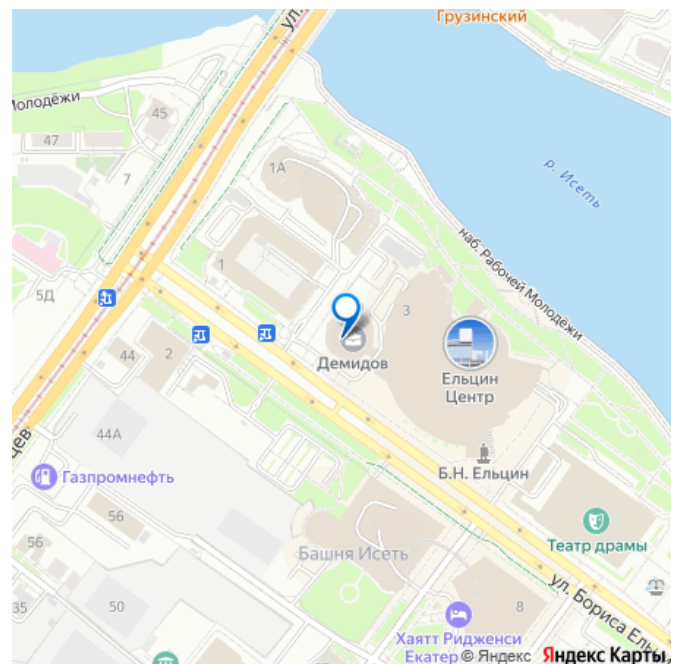 Грузинский
ул.
Молодёжи
45
47
7
1А
р. Исеть
наб. Рабочей Молодёжи
5Д
1
3
Демидов
Ельцин
Центр
44
2
цев
44А
Газпромнефть
Б.Н. Ельцин
56
56
Башня Исеть
Театр драмы
35
50
8
ул. Бориса Ель
Хаятт Ридженси
Екатер
© Яндекс Яндекс Карты